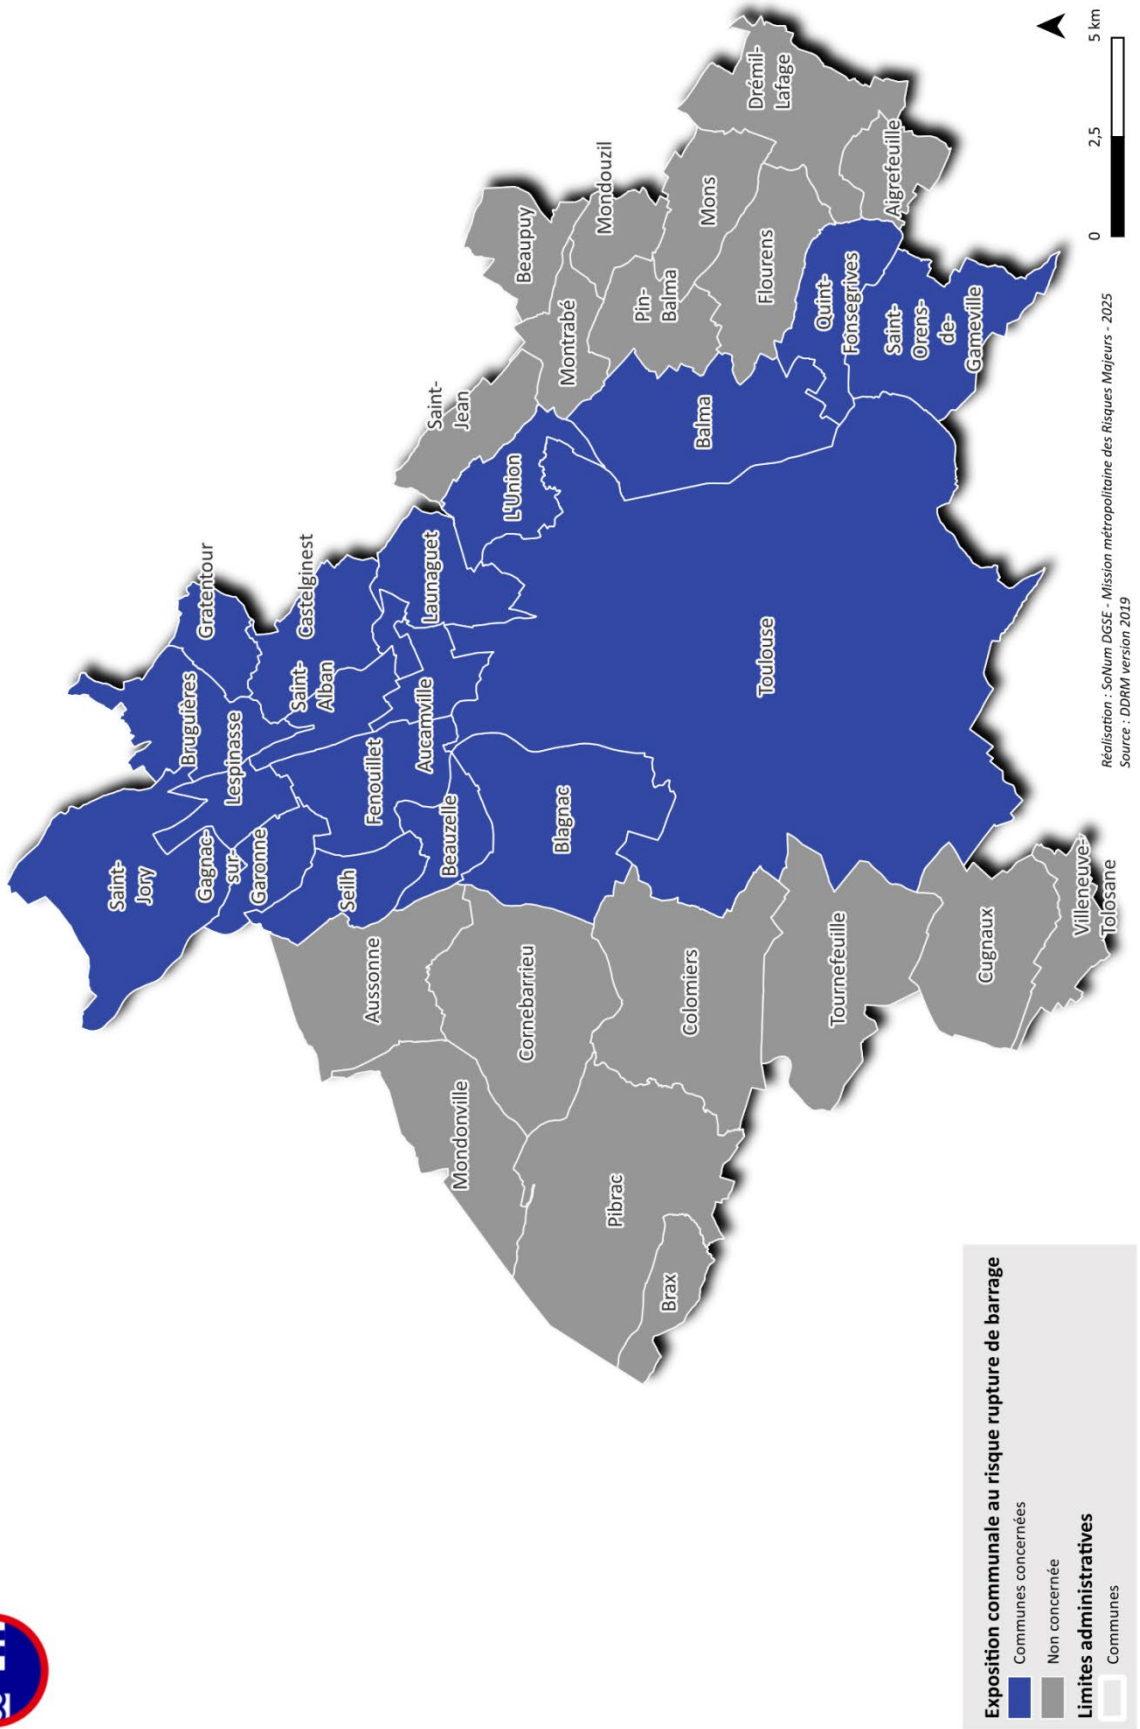 Saint-
Jory
Bruguières
Gratentour
Lespinasse
Gagnac-
sur-
Garonne
Saint-
Alban
Castelginest
Seilh
Fenouillet
Aucamville
Launaguet
Beauzelle
Saint-
Jean
L'Union
Beaupuy
Montrabé
Mondouzil
Aussonne
Mondonville
Cornebarrieu
Blagnac
Pin-
Balma
Mons
Drémil-
Lafage
Balma
Flourens
Pibrac
Brax
Colomiers
Toulouse
Quint-
Fonsegrives
Aigrefeuille
Tournefeuille
Saint-
Orens-
de-
Gameville
Cugnaux
Villeneuve-
Tolosane
Exposition communale au risque rupture de barrage
Communes concernées
Non concernée
Limites administratives
Communes
0 2,5 5 km
Réalisation : SoNum DGSE - Mission métropolitaine des Risques Majeurs - 2025
Source : DDRM version 2019